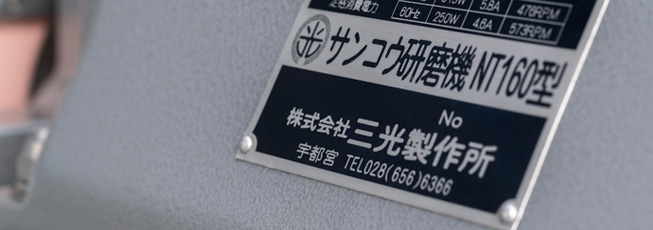 5.8A 476RPM
定格消費電力 60Hz 250W 4.6A 573RPM
光 サンコウ研磨機 NT160型
No
株式会社 三光製作所
宇都宮 TEL028(656)6366